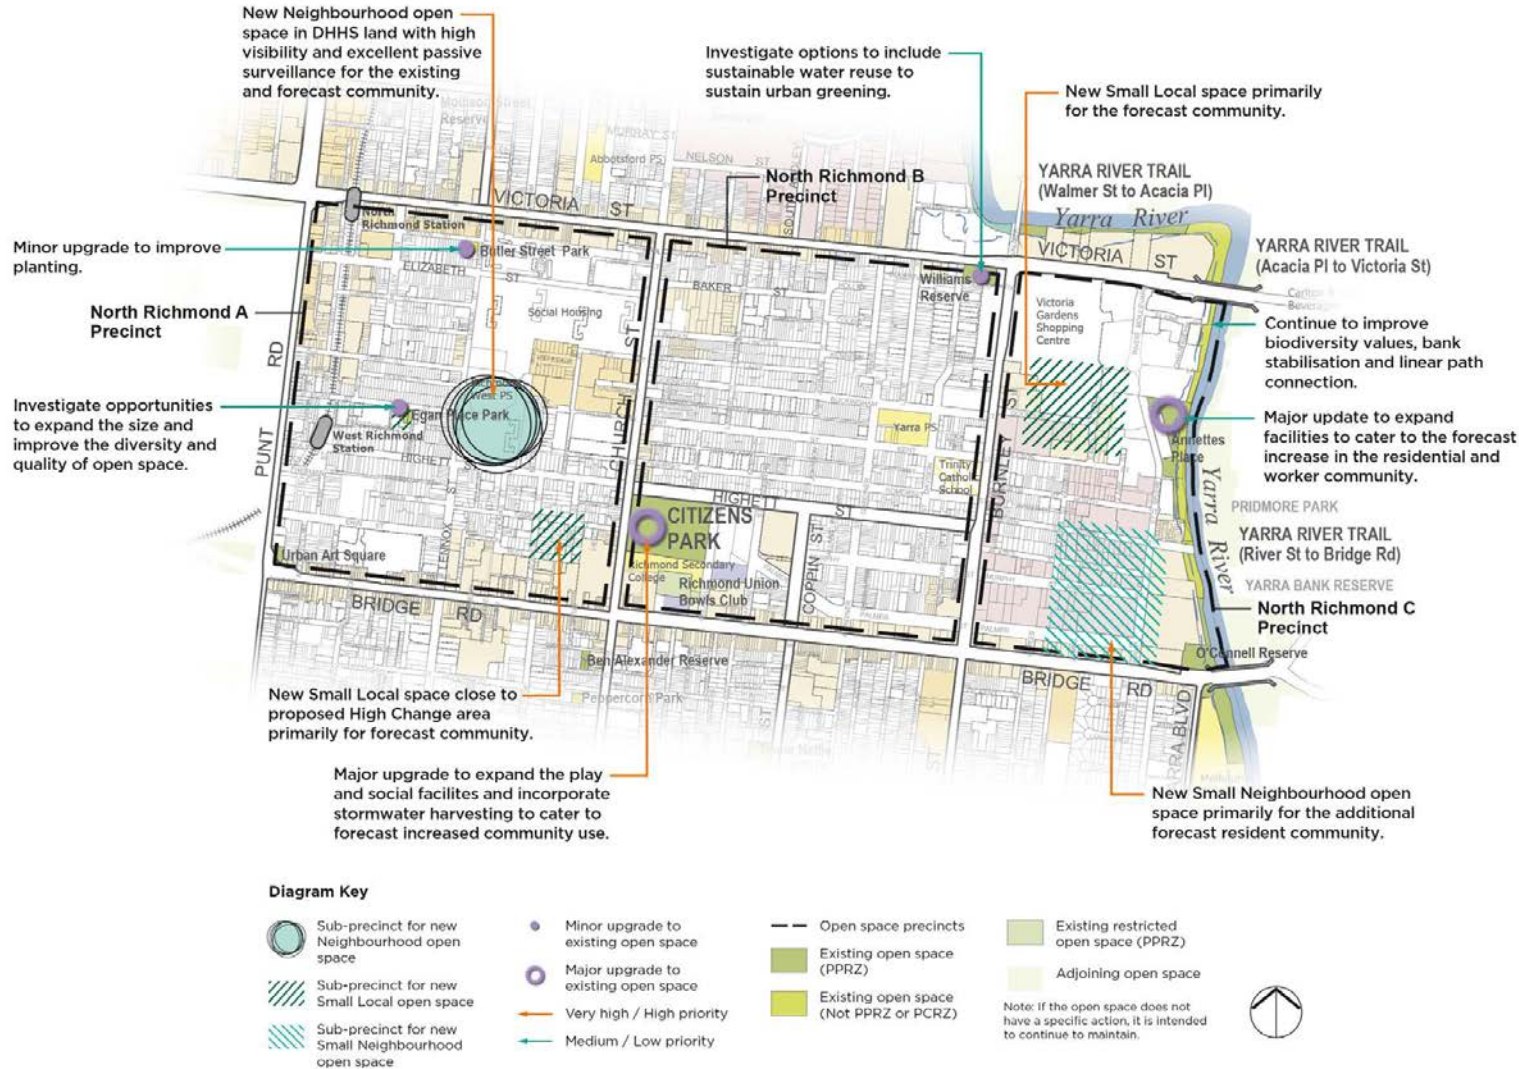 New Neighbourhood open
space in DHHS land with high
visibility and excellent passive
surveillance for the existing
and forecast community.
Investigate options to include
sustainable water reuse to
sustain urban greening.
New Small Local space primarily
for the forecast community.
Reserve
MURRAY ST
Abbotsford PS
NELSON ST
North Richmond B
Precinct
YARRA RIVER TRAIL
(Walmer St to Acacia Pl)
Yarra River
VICTORIA ST
North
Richmond Station
VICTORIA ST
YARRA RIVER TRAIL
(Acacia Pl to Victoria St)
Minor upgrade to improve
planting.
Butler Street Park
ELIZABETH ST
BAKER ST
Williams
Reserve
Victoria
Gardens
Shopping
Centre
North Richmond A
Precinct
Social Housing
Continue to improve
biodiversity values, bank
stabilisation and linear path
connection.
PUNT RD
CHURCH ST
BURNLEY ST
West PS
Investigate opportunities
to expand the size and
improve the diversity and
quality of open space.
Egan Place Park
West Richmond
Station
HIGHETT ST
Yarra PS
Trinity
Cathol
School
Annettes
Place
Major update to expand
facilities to cater to the forecast
increase in the residential and
worker community.
Yarra River
PRIDMORE PARK
YARRA RIVER TRAIL
(River St to Bridge Rd)
YARRA BANK RESERVE
HIGHETT ST
CITIZENS
PARK
COPPIN ST
LENNOX ST
Urban Art Square
Richmond Secondary
College
Richmond Union
Bowls Club
North Richmond C
Precinct
BRIDGE RD
O'Connell Reserve
Ben Alexander Reserve
BRIDGE RD
YARRA BLVD
Peppercorn Park
New Small Local space close to
proposed High Change area
primarily for forecast community.
Major upgrade to expand the play
and social facilites and incorporate
stormwater harvesting to cater to
forecast increased community use.
New Small Neighbourhood open
space primarily for the additional
forecast resident community.
Diagram Key
Sub-precinct for new
Neighbourhood open
space
Sub-precinct for new
Small Local open space
Sub-precinct for new
Small Neighbourhood
open space
Minor upgrade to
existing open space
Major upgrade to
existing open space
Very high / High priority
Medium / Low priority
Open space precincts
Existing open space
(PPRZ)
Existing open space
(Not PPRZ or PCRZ)
Existing restricted
open space (PPRZ)
Adjoining open space
Note: If the open space does not
have a specific action, it is intended
to continue to maintain.